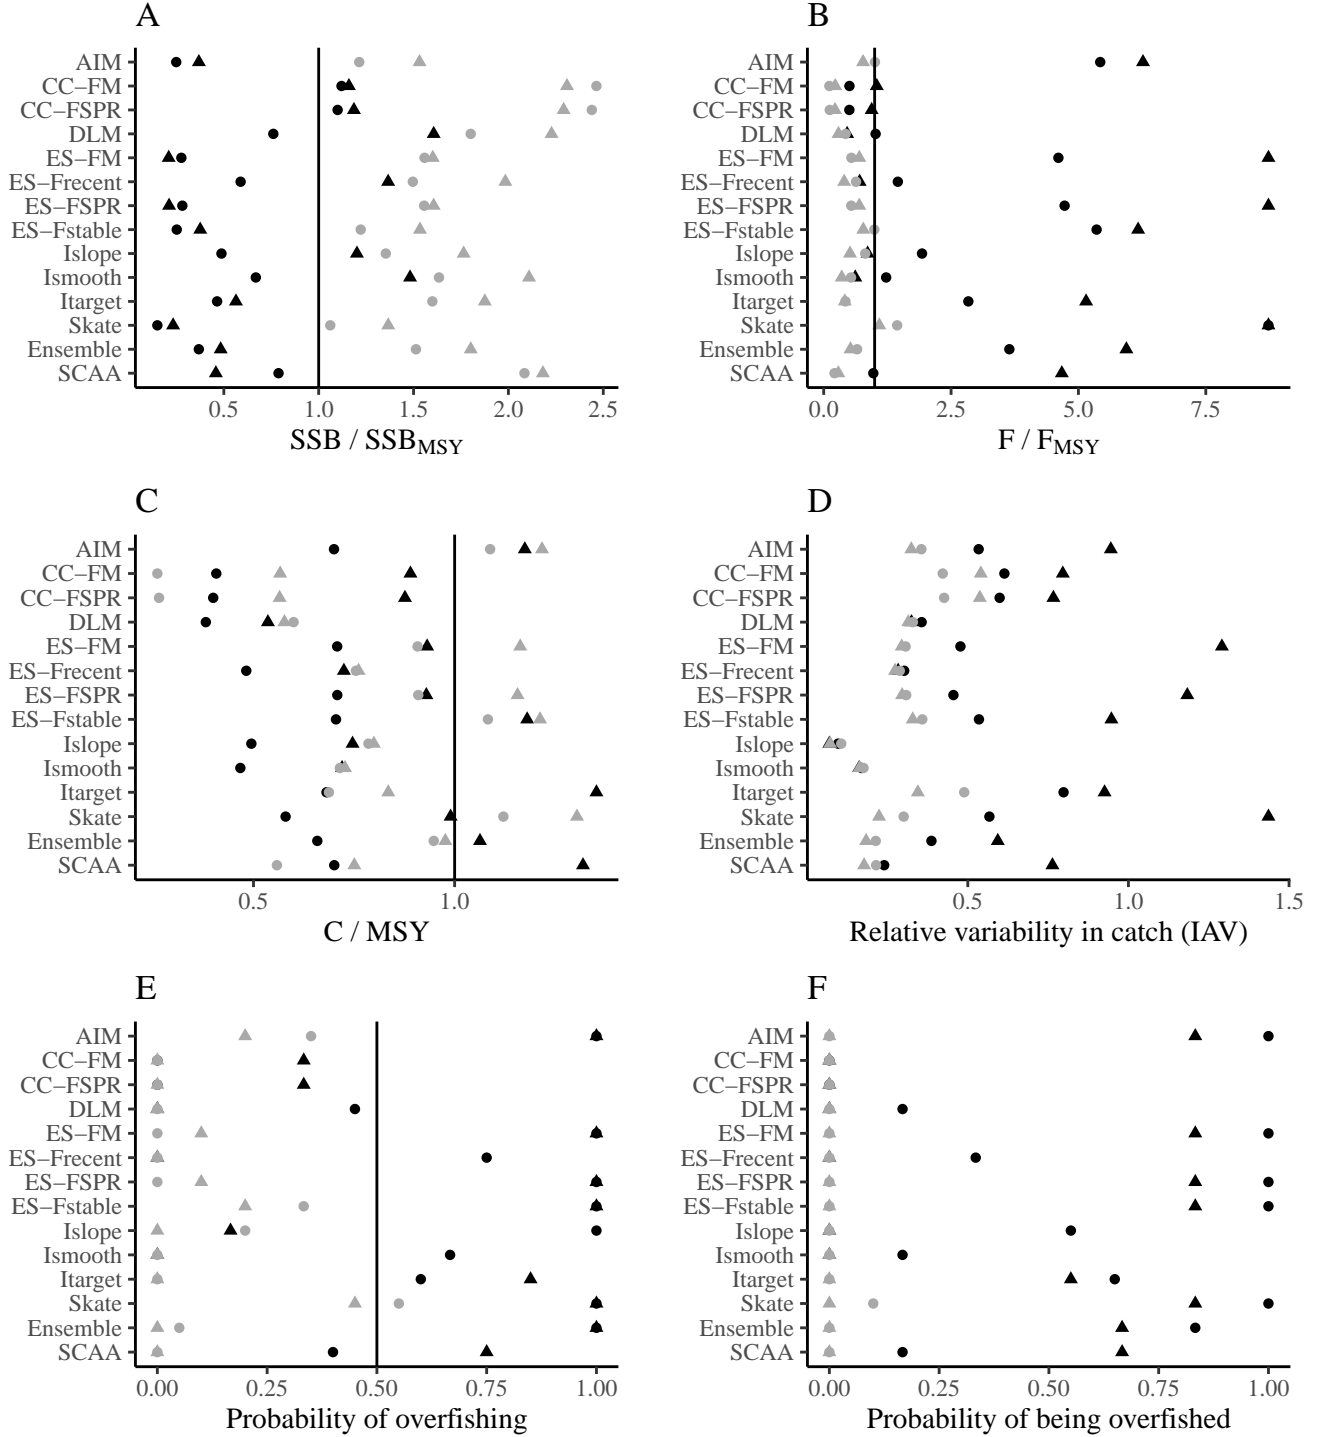 A
AIM
CC−FM
CC−FSPR
DLM
ES−FM
ES−Frecent
ES−FSPR
ES−Fstable
Islope
Ismooth
Itarget
Skate
Ensemble
SCAA
0.5 1.0 1.5 2.0 2.5
SSB / SSBMSY
B
AIM
CC−FM
CC−FSPR
DLM
ES−FM
ES−Frecent
ES−FSPR
ES−Fstable
Islope
Ismooth
Itarget
Skate
Ensemble
SCAA
0.0 2.5 5.0 7.5
F / FMSY
C
AIM
CC−FM
CC−FSPR
DLM
ES−FM
ES−Frecent
ES−FSPR
ES−Fstable
Islope
Ismooth
Itarget
Skate
Ensemble
SCAA
0.5 1.0
C / MSY
D
AIM
CC−FM
CC−FSPR
DLM
ES−FM
ES−Frecent
ES−FSPR
ES−Fstable
Islope
Ismooth
Itarget
Skate
Ensemble
SCAA
0.5 1.0 1.5
Relative variability in catch (IAV)
E
AIM
CC−FM
CC−FSPR
DLM
ES−FM
ES−Frecent
ES−FSPR
ES−Fstable
Islope
Ismooth
Itarget
Skate
Ensemble
SCAA
0.00 0.25 0.50 0.75 1.00
Probability of overfishing
F
AIM
CC−FM
CC−FSPR
DLM
ES−FM
ES−Frecent
ES−FSPR
ES−Fstable
Islope
Ismooth
Itarget
Skate
Ensemble
SCAA
0.00 0.25 0.50 0.75 1.00
Probability of being overfished